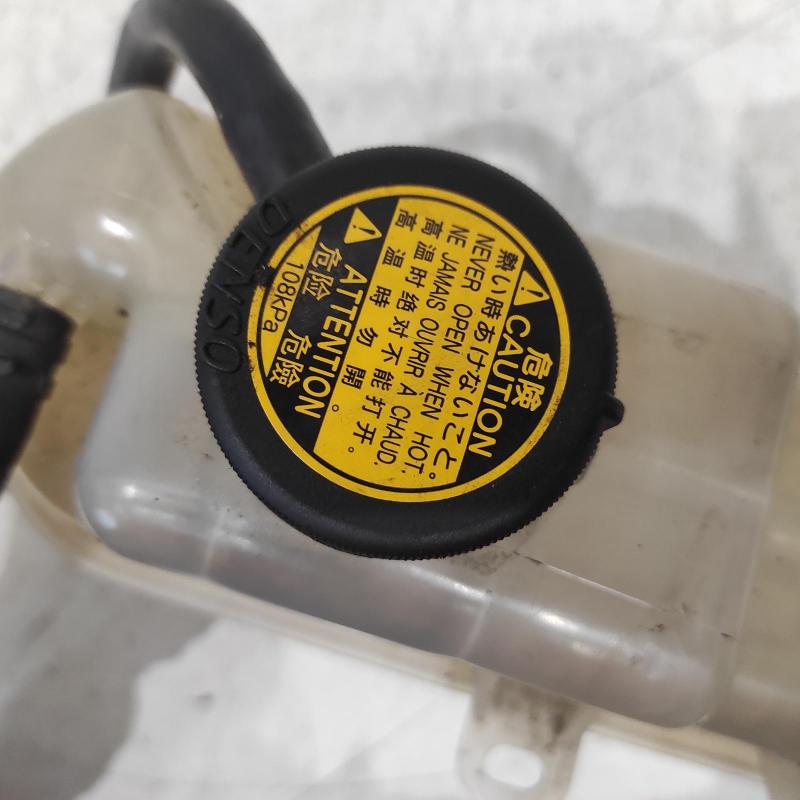 危険
CAUTION
熱い時あけないこと。
NEVER OPEN WHEN HOT.
NE JAMAIS OUVRIR À CHAUD.
高温时绝对不能打开。
高温時勿開。
ATTENTION
危险 危險
108kPa
DENSO